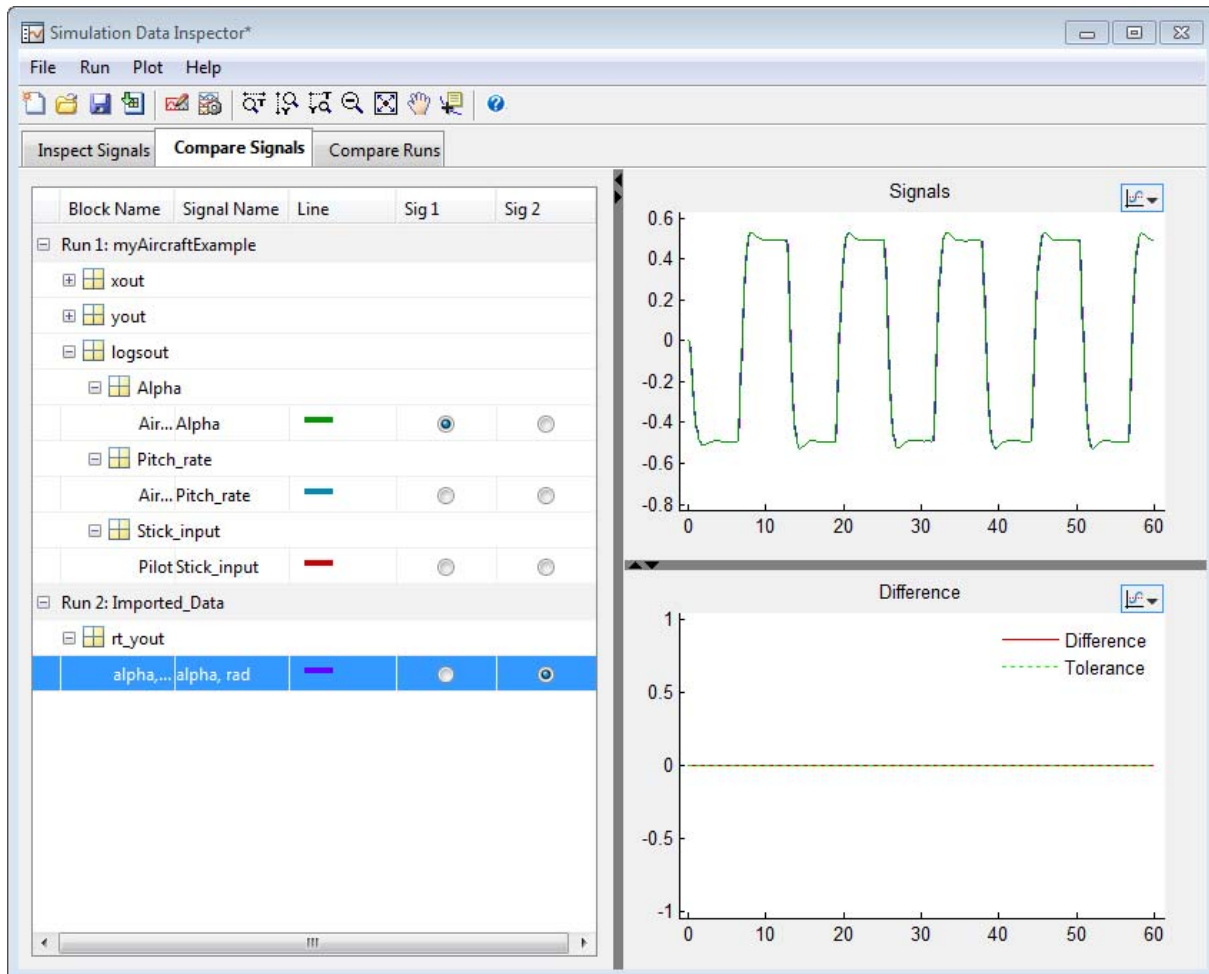 Simulation Data Inspector*
File Run Plot Help
Inspect Signals Compare Signals Compare Runs
Block Name Signal Name Line Sig 1 Sig 2
Run 1: myAircraftExample
xout
yout
logsout
Alpha
Air... Alpha
Pitch_rate
Air... Pitch_rate
Stick_input
Pilot Stick_input
Run 2: Imported_Data
rt_yout
alpha,... alpha, rad
Signals
0.6
0.4
0.2
0
-0.2
-0.4
-0.6
-0.8
0 10 20 30 40 50 60
Difference
1
0.5
0
-0.5
-1
Difference
Tolerance
0 10 20 30 40 50 60